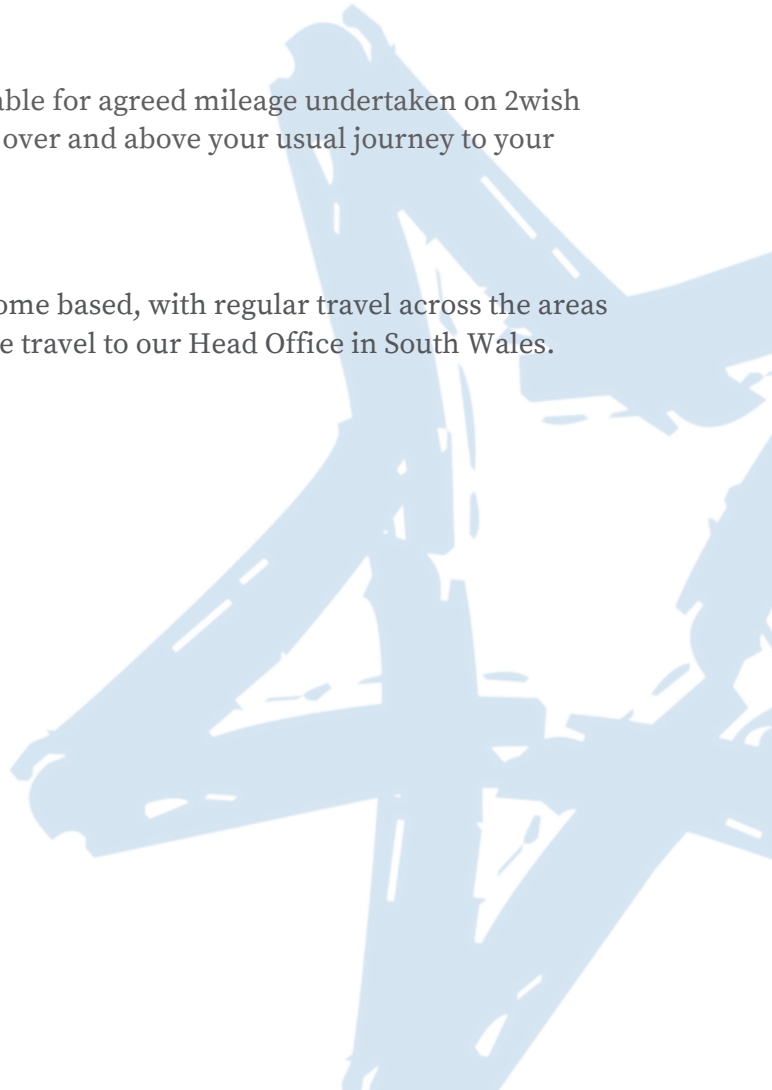 able for agreed mileage undertaken on 2wish
over and above your usual journey to your
ome based, with regular travel across the areas
e travel to our Head Office in South Wales.